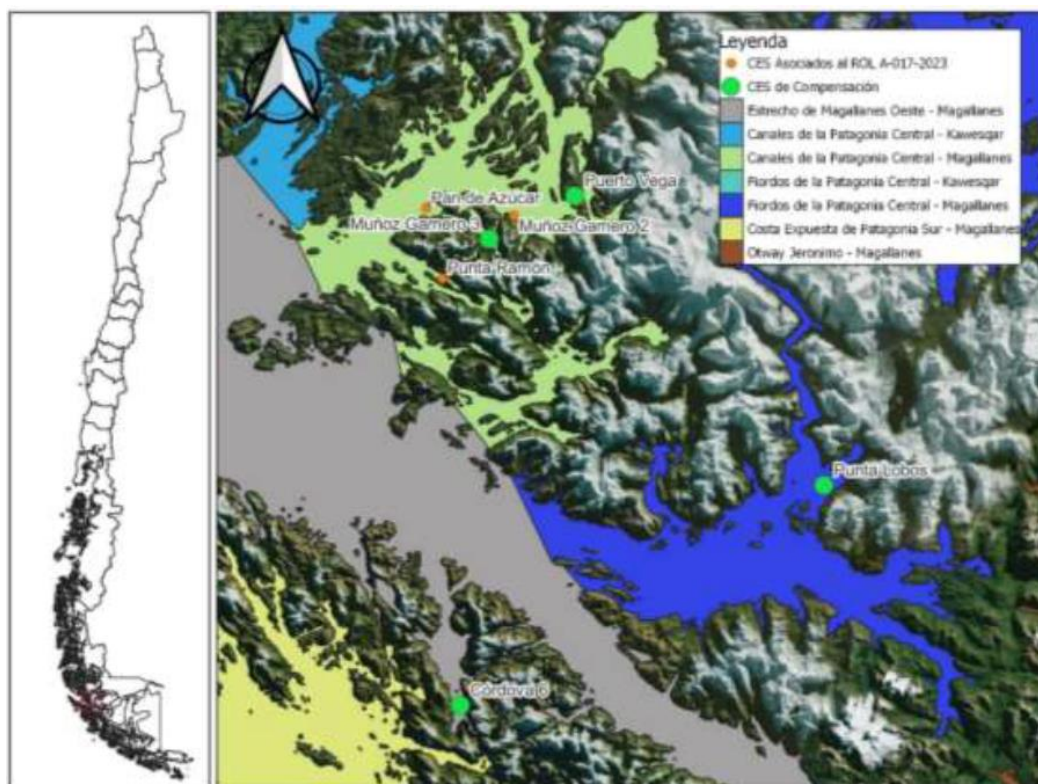 Leyenda
CES Asociados al ROL A-017-2023
CES de Compensación
Estrecho de Magallanes Oeste - Magallanes
Canales de la Patagonia Central - Kawesqar
Canales de la Patagonia Central - Magallanes
Fiordos de la Patagonia Central - Kawesqar
Fiordos de la Patagonia Central - Magallanes
Costa Expuesta de Patagonia Sur - Magallanes
Otway Jeronimo - Magallanes
Puerto Vega
Pan de Azúcar
Muñoz Gamero 3
Muñoz Gamero 2
Punta Ramón
Punta Lobos
Córdova 6